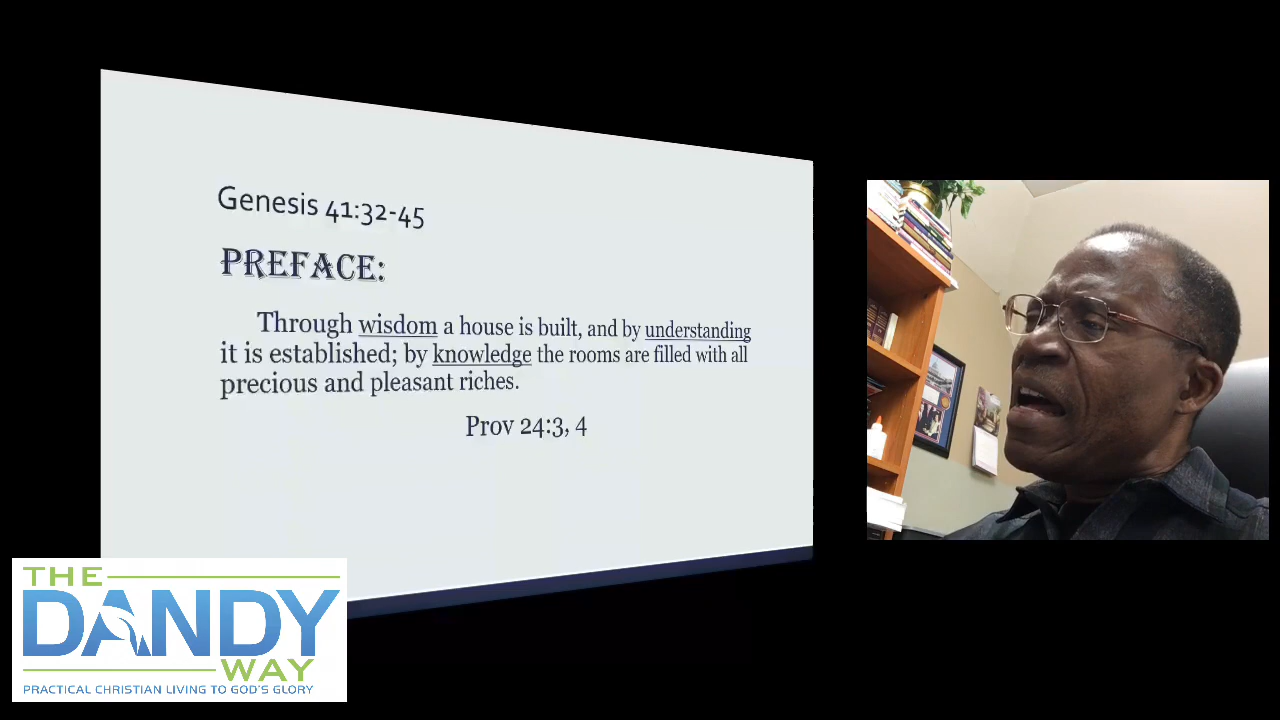 Genesis 41:32-45
PREFACE:
Through wisdom a house is built, and by understanding
it is established; by knowledge the rooms are filled with all
precious and pleasant riches.
Prov 24:3, 4
THE
DANDY
WAY
PRACTICAL CHRISTIAN LIVING TO GOD'S GLORY